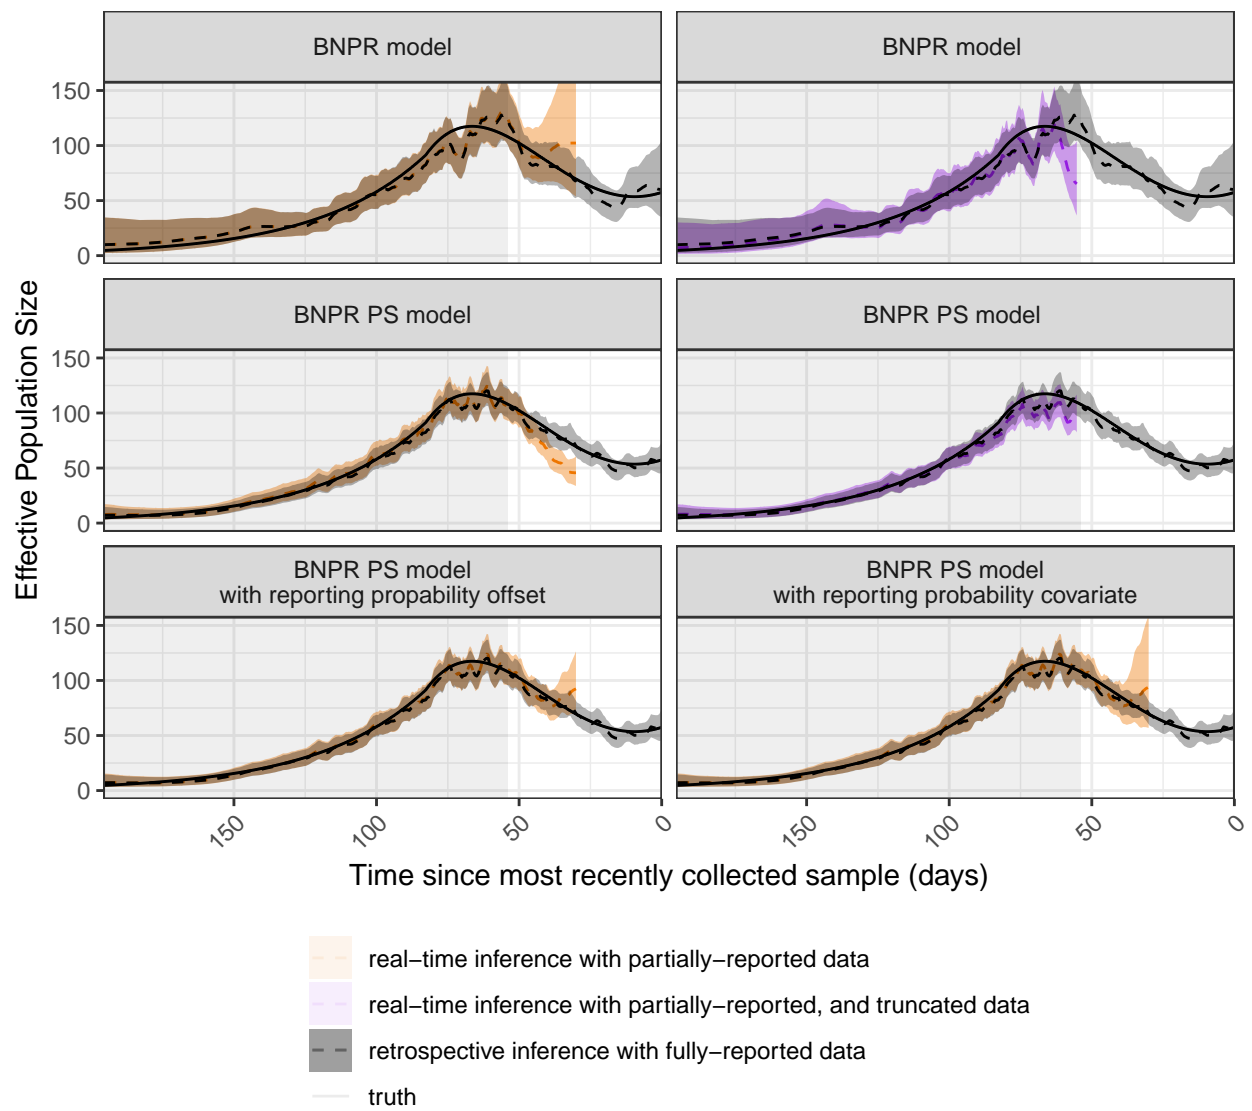 BNPR model
BNPR model
150
100
50
0
BNPR PS model
BNPR PS model
150
100
50
0
Effective Population Size
BNPR PS model
with reporting propability offset
BNPR PS model
with reporting probability covariate
150
100
50
0
150
100
50
0
150
100
50
0
Time since most recently collected sample (days)
real−time inference with partially−reported data
real−time inference with partially−reported, and truncated data
retrospective inference with fully−reported data
truth